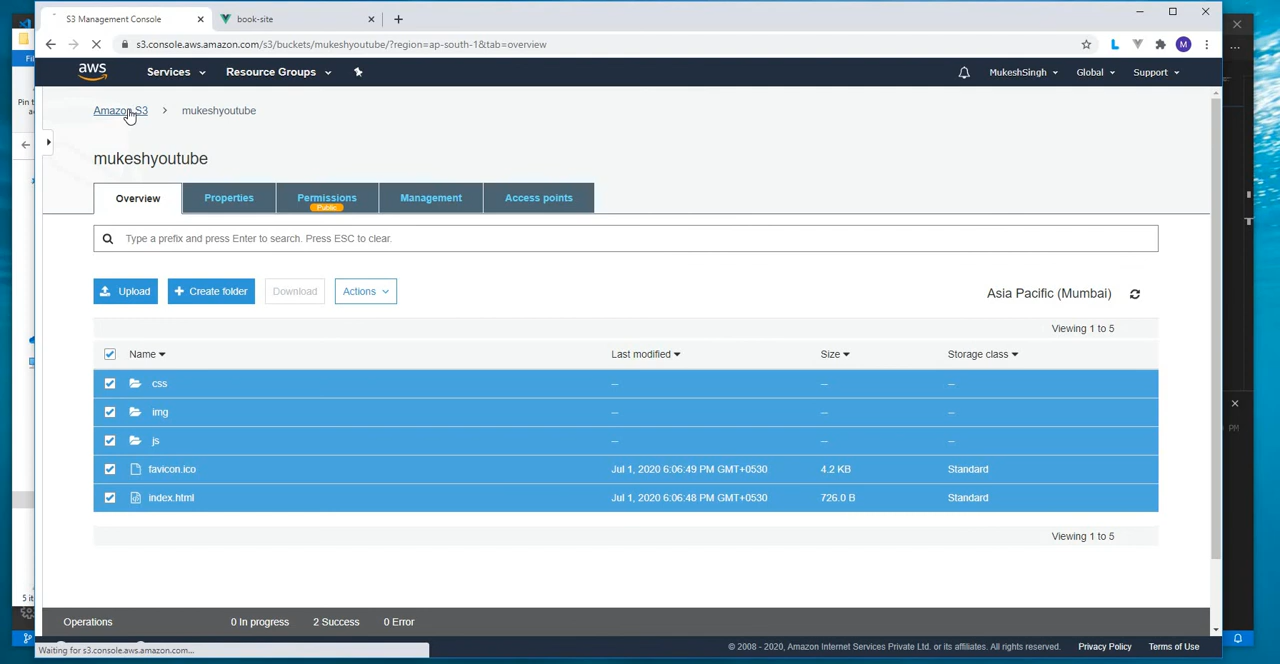 S3 Management Console
book-site
s3.console.aws.amazon.com/s3/buckets/mukeshyoutube/?region=ap-south-1&tab=overview
M
aws
Services
Resource Groups
MukeshSingh
Global
Support
Amazon S3
mukeshyoutube
mukeshyoutube
Overview
Properties
Permissions
Public
Management
Access points
Type a prefix and press Enter to search. Press ESC to clear.
Upload
Create folder
Download
Actions
Asia Pacific (Mumbai)
Viewing 1 to 5
Name
Last modified
Size
Storage class
css -- -- --
img -- -- --
js -- -- --
favicon.ico Jul 1, 2020 6:06:49 PM GMT+0530 4.2 KB Standard
index.html Jul 1, 2020 6:06:48 PM GMT+0530 726.0 B Standard
Viewing 1 to 5
Operations
0 In progress
2 Success
0 Error
Waiting for s3.console.aws.amazon.com...
© 2008 - 2020, Amazon Internet Services Private Ltd. or its affiliates. All rights reserved.
Privacy Policy
Terms of Use